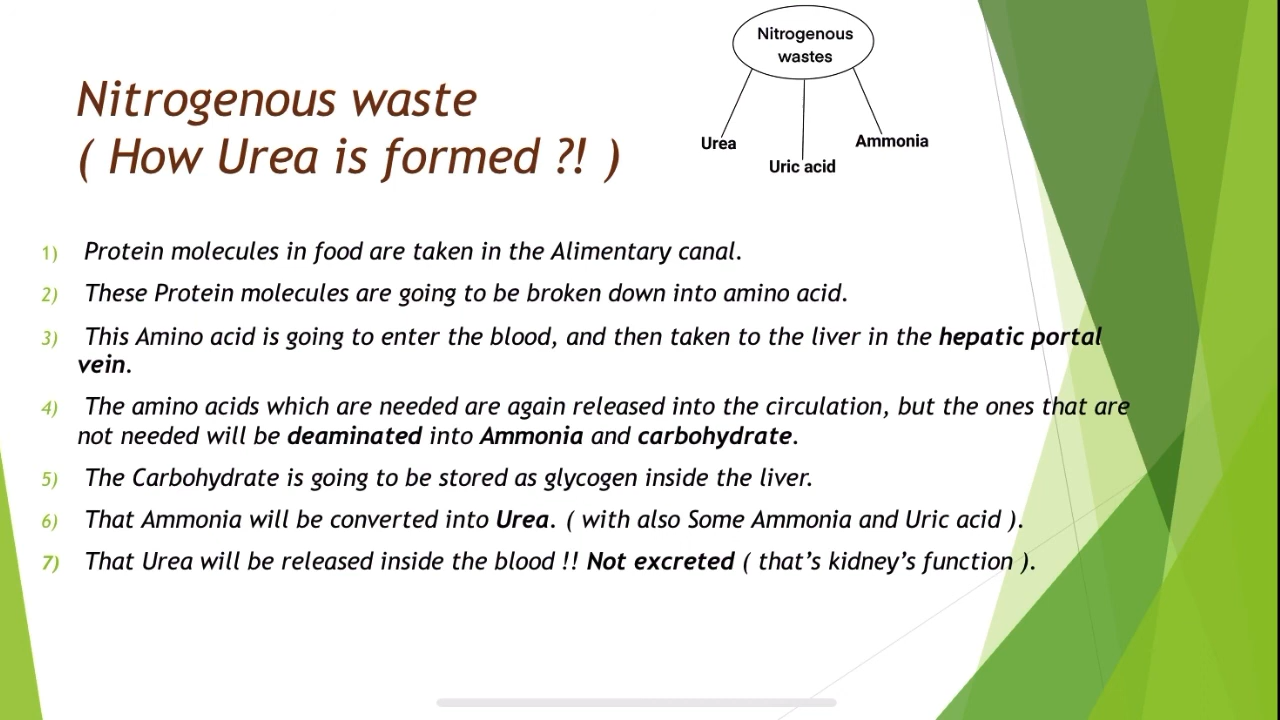 Nitrogenous
wastes
Urea
Uric acid
Ammonia
Nitrogenous waste
( How Urea is formed ?! )
1) Protein molecules in food are taken in the Alimentary canal.
2) These Protein molecules are going to be broken down into amino acid.
3) This Amino acid is going to enter the blood, and then taken to the liver in the hepatic portal
vein.
4) The amino acids which are needed are again released into the circulation, but the ones that are
not needed will be deaminated into Ammonia and carbohydrate.
5) The Carbohydrate is going to be stored as glycogen inside the liver.
6) That Ammonia will be converted into Urea. ( with also Some Ammonia and Uric acid ).
7) That Urea will be released inside the blood !! Not excreted ( that’s kidney’s function ).